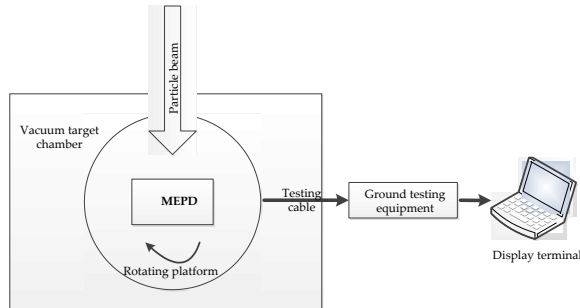 Particle beam
Vacuum target
chamber
MEPD
Rotating platform
Testing
cable
Ground testing
equipment
Display terminal